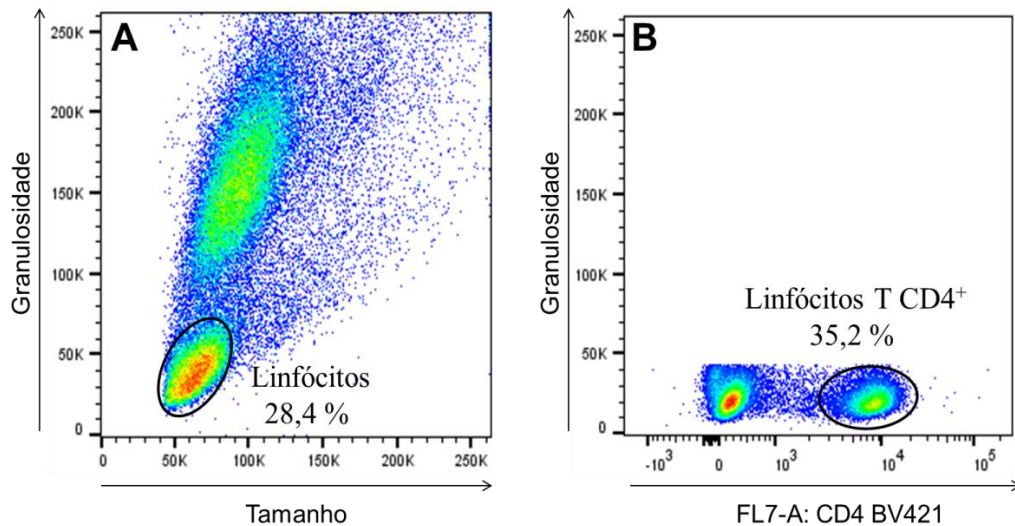 A
Granulosidade
250K
200K
150K
100K
50K
0
Linfócitos
28,4 %
0
50K
100K
150K
200K
250K
Tamanho
B
Granulosidade
250K
200K
150K
100K
50K
0
Linfócitos T CD4⁺
35,2 %
-10³
0
10³
10⁴
10⁵
FL7-A: CD4 BV421